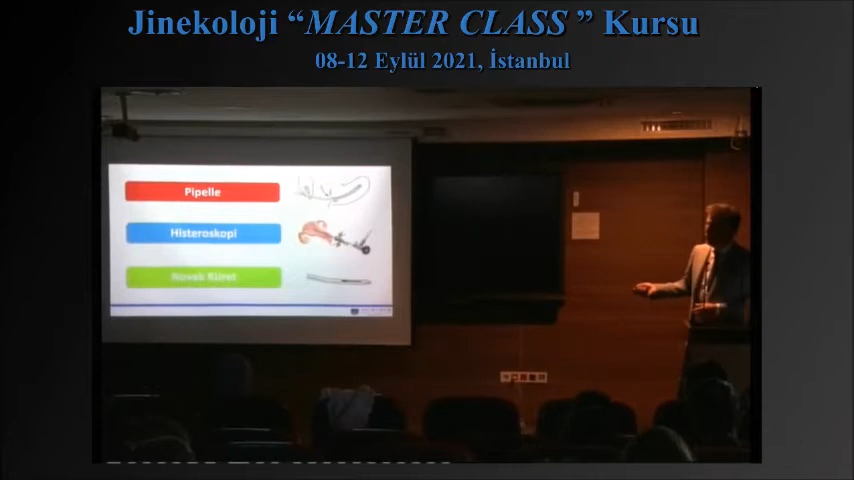 Jinekoloji “MASTER CLASS ” Kursu
08-12 Eylül 2021, İstanbul
Pipelle
Histeroskopi
Novak Küret